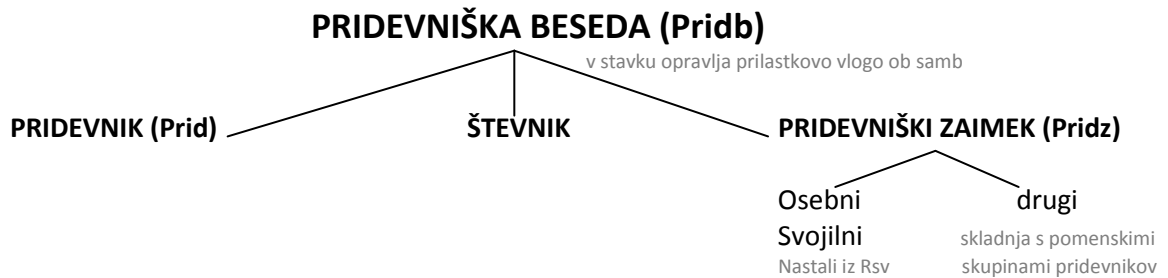 PRIDEVNIŠKA BESEDA (Pridb)
v stavku opravlja prilastkovo vlogo ob samb
PRIDEVNIK (Prid) ŠTEVNIK PRIDEVNIŠKI ZAIMEK (Pridz)
Osebni drugi
Svojilni skladnja s pomenskimi
Nastali iz Rsv skupinami pridevnikov